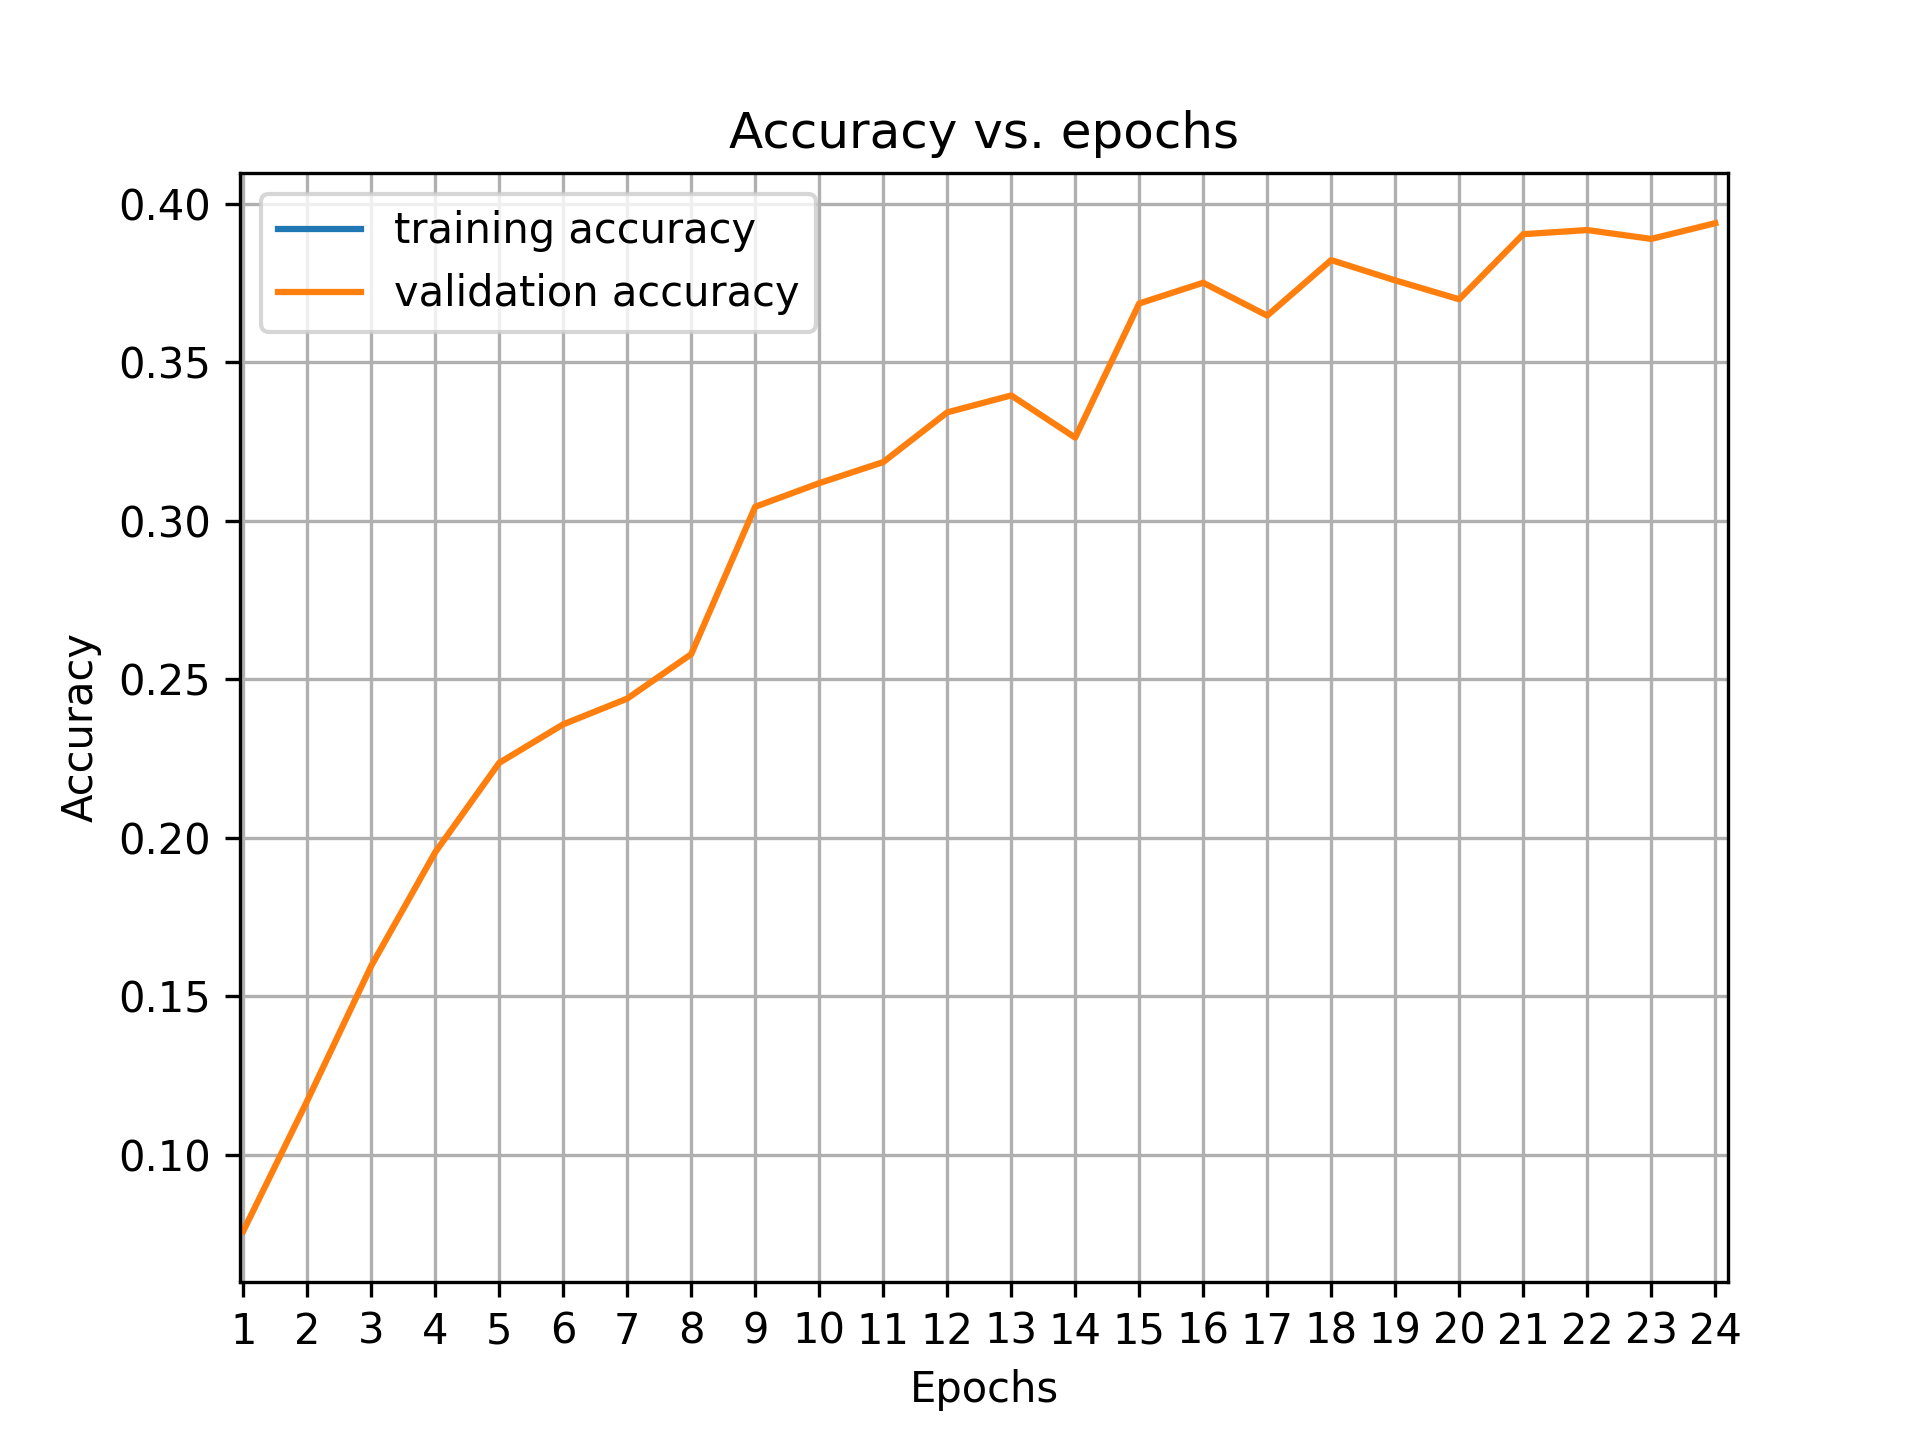 Accuracy vs. epochs
training accuracy
validation accuracy
0.40
0.35
0.30
0.25
0.20
0.15
0.10
Accuracy
1 2 3 4 5 6 7 8 9 10 11 12 13 14 15 16 17 18 19 20 21 22 23 24
Epochs